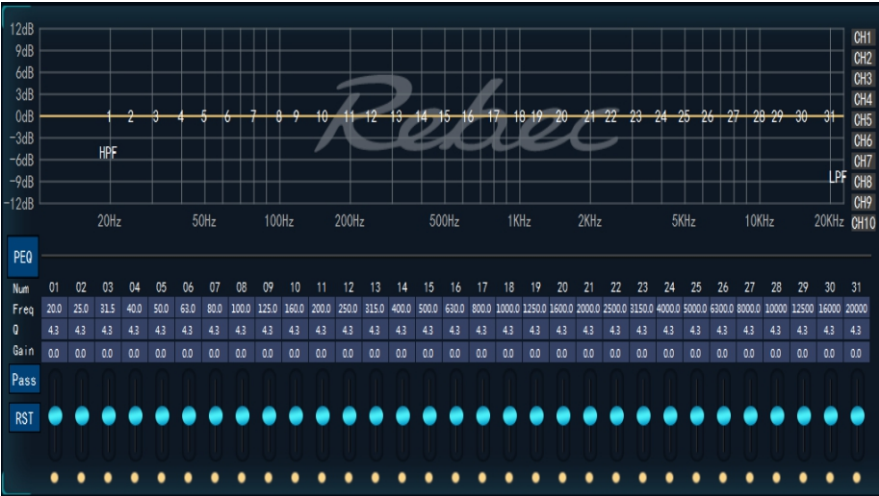 12dB
9dB
6dB
3dB
0dB
-3dB
-6dB
-9dB
-12dB
Rebec
1 2 3 4 5 6 7 8 9 10 11 12 13 14 15 16 17 18 19 20 21 22 23 24 25 26 27 28 29 30 31
HPF
LPF
CH1
CH2
CH3
CH4
CH5
CH6
CH7
CH8
CH9
CH10
20Hz 50Hz 100Hz 200Hz 500Hz 1KHz 2KHz 5KHz 10KHz 20KHz
PEQ
Num 01 02 03 04 05 06 07 08 09 10 11 12 13 14 15 16 17 18 19 20 21 22 23 24 25 26 27 28 29 30 31
Freq 20.0 25.0 31.5 40.0 50.0 63.0 80.0 100.0 125.0 160.0 200.0 250.0 315.0 400.0 500.0 630.0 800.0 1000.0 1250.0 1600.0 2000.0 2500.0 3150.0 4000.0 5000.0 6300.0 8000.0 10000 12500 16000 20000
Q 4.3 4.3 4.3 4.3 4.3 4.3 4.3 4.3 4.3 4.3 4.3 4.3 4.3 4.3 4.3 4.3 4.3 4.3 4.3 4.3 4.3 4.3 4.3 4.3 4.3 4.3 4.3 4.3 4.3 4.3 4.3
Gain 0.0 0.0 0.0 0.0 0.0 0.0 0.0 0.0 0.0 0.0 0.0 0.0 0.0 0.0 0.0 0.0 0.0 0.0 0.0 0.0 0.0 0.0 0.0 0.0 0.0 0.0 0.0 0.0 0.0 0.0 0.0
Pass
RST